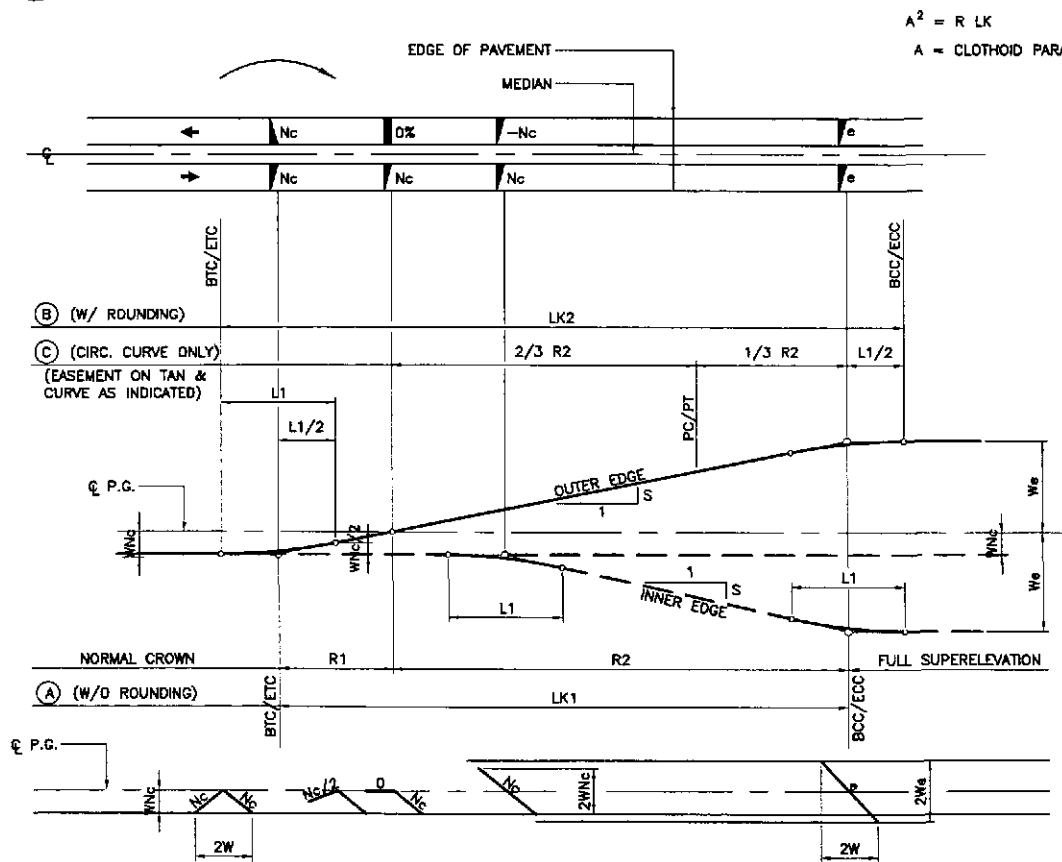 A² = R LK
A = CLOTHOID PAR
EDGE OF PAVEMENT
MEDIAN
Nc 0% -Nc e
℄
Nc Nc Nc e
BTC/ETC
BCC/ECC
Ⓑ (W/ ROUNDING)
LK2
Ⓒ (CIRC. CURVE ONLY)
2/3 R2
1/3 R2
L1/2
(EASEMENT ON TAN &
CURVE AS INDICATED)
L1
PC/PT
L1/2
OUTER EDGE
S
1
℄ P.G.
We
WNc
WNc/2
WNc
1
S
INNER EDGE
L1
L1
We
NORMAL CROWN
R1
R2
FULL SUPERELEVATION
Ⓐ (W/O ROUNDING)
BTC/ETC
LK1
BCC/ECC
℄ P.G.
WNc
Nc
Nc
Nc/2
0
Nc
Nc
2WNc
e
2We
2W
2W